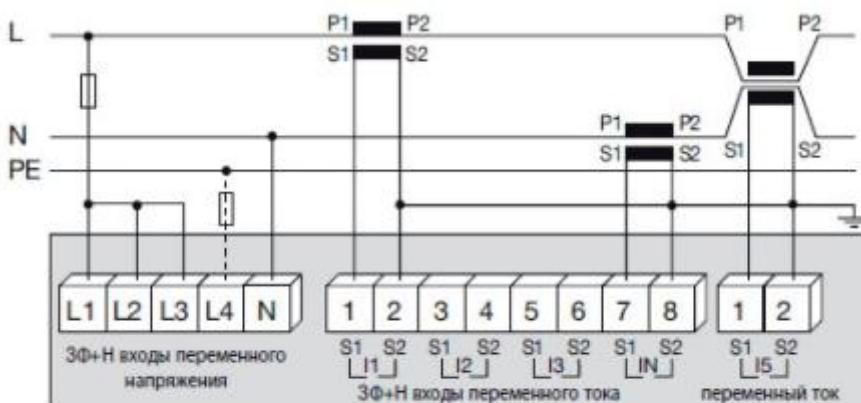 L
P1 P2
P1 P2
S1 S2
N
P1 P2
S1 S2
S1 S2
PE
L1 L2 L3 L4 N
1 2 3 4 5 6 7 8
1 2
S1 S2 S1 S2 S1 S2 S1 S2
S1 S2
I1 I2 I3 IN
I5
3Ф+Н входы переменного
напряжения
3Ф+Н входы переменного тока
переменный ток